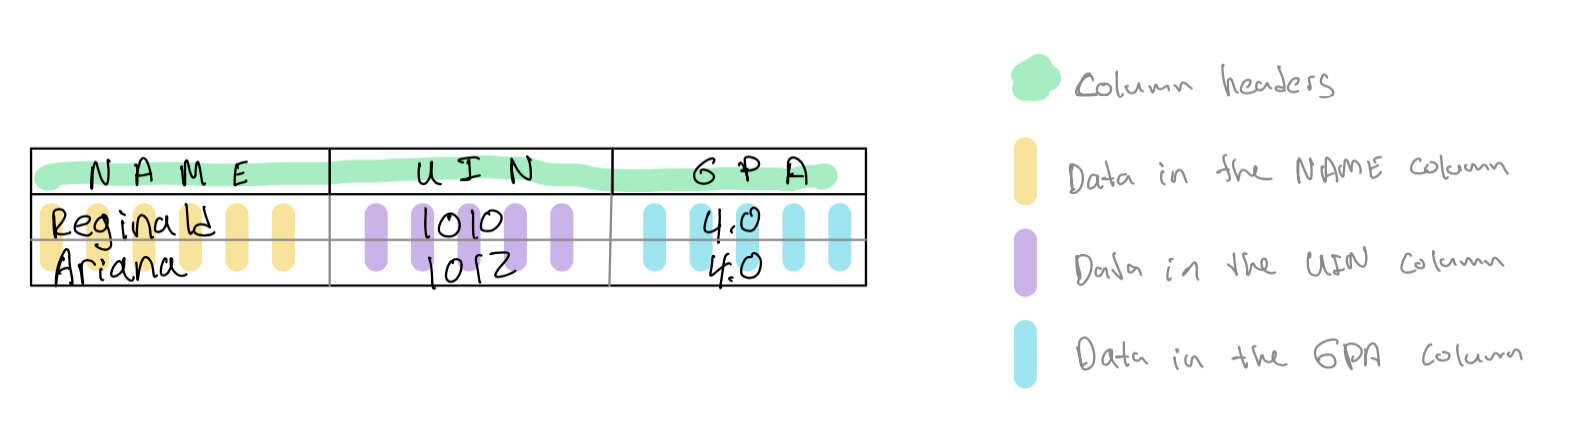 NAME UIN GPA
Reginald 1010 4.0
Ariana 1012 4.0
Column headers
Data in the NAME column
Data in the UIN column
Data in the GPA column